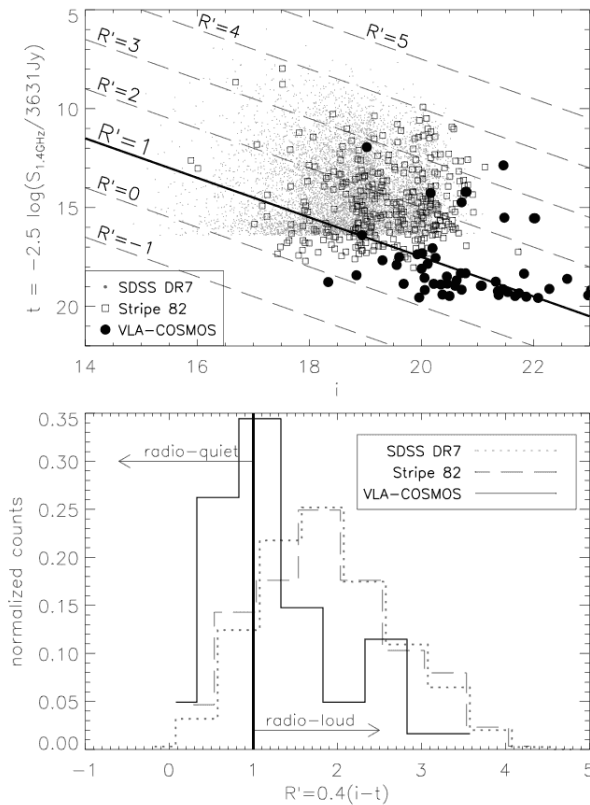 5
10
15
20
t = −2.5 log(S1.4GHz/3631Jy)
R'=5
R'=4
R'=3
R'=2
R'=1
R'=0
R'=−1
SDSS DR7
Stripe 82
VLA−COSMOS
14
16
18
20
22
i
0.35
0.30
0.25
0.20
0.15
0.10
0.05
0.00
normalized counts
radio−quiet
SDSS DR7
Stripe 82
VLA−COSMOS
radio−loud
−1
0
1
2
3
4
5
R'=0.4(i−t)